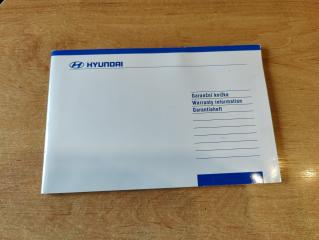 HYUNDAI
Garanční knížka
Warranty information
Garantieheft